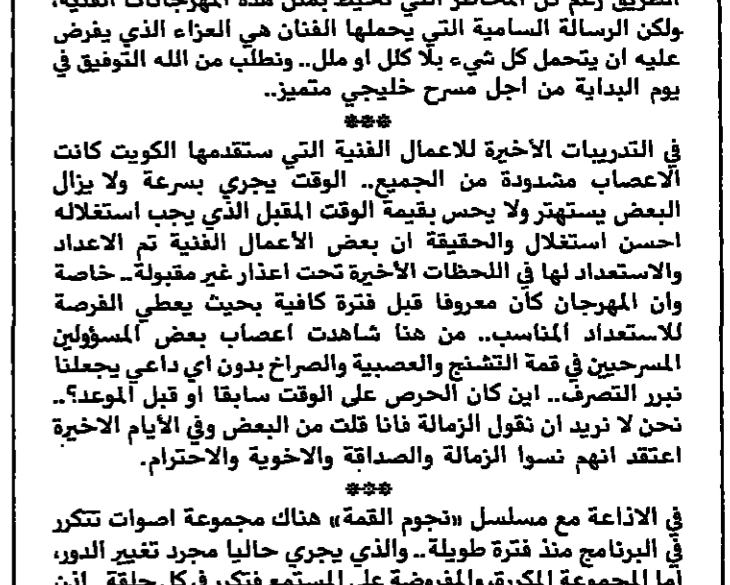 الطريق رغم كل المخاطر التي تحيط بمثل هذه المهرجانات الفنية،
ولكن الرسالة السامية التي يحملها الفنان هي العزاء الذي يفرض
عليه ان يتحمل كل شيء بلا كلل او ملل.. ونطلب من الله التوفيق في
يوم البداية من اجل مسرح خليجي متميز..
***
في التدريبات الأخيرة للاعمال الفنية التي ستقدمها الكويت كانت
الاعصاب مشدودة من الجميع.. الوقت يجري بسرعة ولا يزال
البعض يستهتر ولا يحس بقيمة الوقت المقبل الذي يجب استغلاله
احسن استغلال والحقيقة ان بعض الأعمال الفنية تم الاعداد
والاستعداد لها في اللحظات الأخيرة تحت اعذار غير مقبولة.. خاصة
وان المهرجان كان معروفا قبل فترة كافية بحيث يعطي الفرصة
للاستعداد المناسب.. من هنا شاهدت اعصاب بعض المسؤولين
المسرحيين في قمة التشنج والعصبية والصراخ بدون اي داعي يجعلنا
نبرر التصرف.. اين كان الحرص على الوقت سابقا او قبل الموعد؟..
نحن لا نريد ان نقول الزمالة فانا قلت من البعض وفي الأيام الاخيرة
اعتقد انهم نسوا الزمالة والصداقة والاخوية والاحترام.
***
في الاذاعة مع مسلسل «نجوم القمة» هناك مجموعة اصوات تتكرر
في البرنامج منذ فترة طويلة.. والذي يجري حاليا مجرد تغيير الدور،
أما المجموعة المكررة والمفروضة على المستمع فتكرر في كل حلقة.. اذن